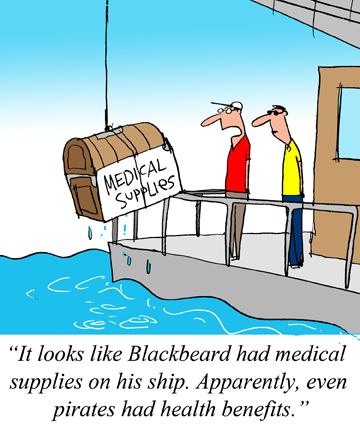 MEDICAL
SUPPLIES
“It looks like Blackbeard had medical
supplies on his ship. Apparently, even
pirates had health benefits.”